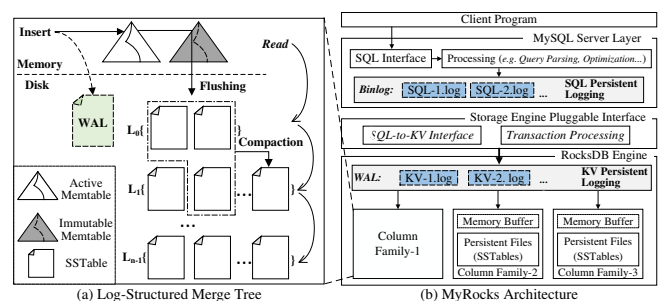 Insert
Read
Memory
Disk
Flushing
WAL
L0{
}
Compaction
L1{
...
}
...
Ln-1{
}
Active
Memtable
Immutable
Memtable
SSTable
(a) Log-Structured Merge Tree
Client Program
MySQL Server Layer
SQL Interface
Processing (e.g. Query Parsing, Optimization...)
Binlog: SQL-1.log SQL-2.log ... SQL Persistent
Logging
Storage Engine Pluggable Interface
SQL-to-KV Interface
Transaction Processing
RocksDB Engine
WAL: KV-1.log KV-2. log ... KV Persistent
Logging
Column
Family-1
Memory Buffer
Persistent Files
(SSTables)
Column Family-2
Memory Buffer
Persistent Files
(SSTables)
Column Family-3
(b) MyRocks Architecture